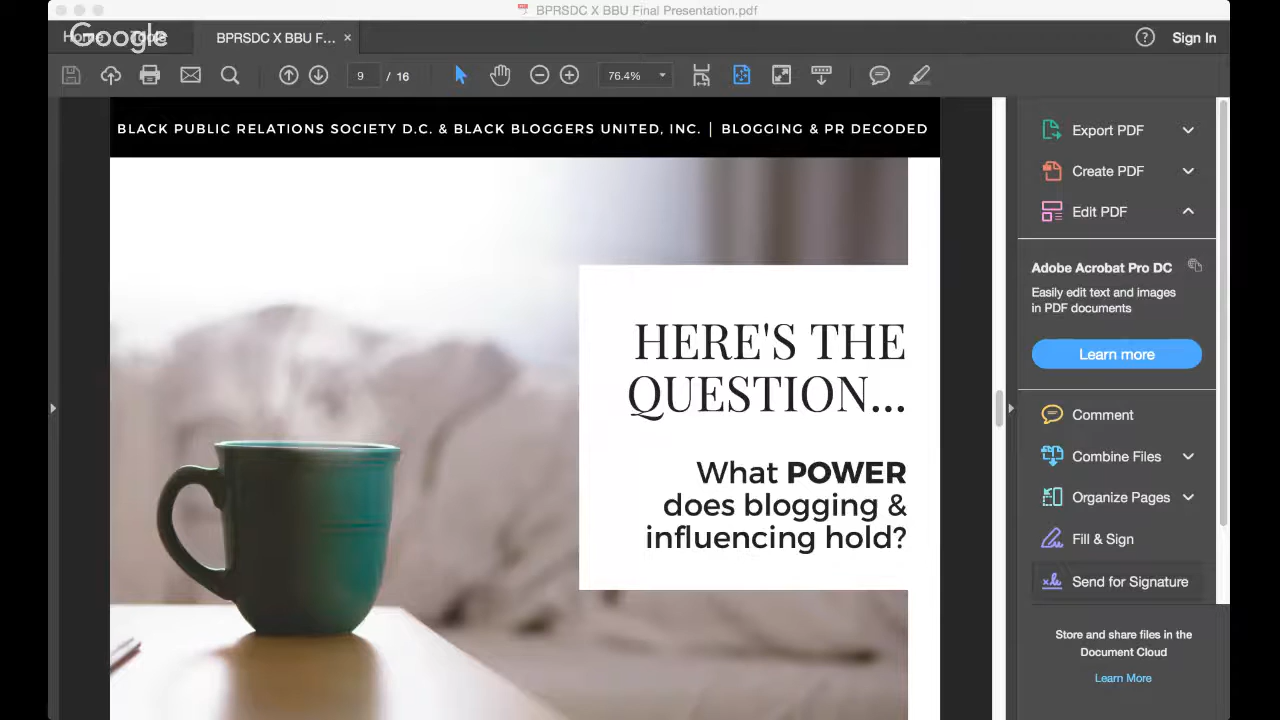 BPRSDC X BBU Final Presentation.pdf
Google
BPRSDC X BBU F... ×
? Sign In
9 / 16
76.4%
BLACK PUBLIC RELATIONS SOCIETY D.C. & BLACK BLOGGERS UNITED, INC. | BLOGGING & PR DECODED
HERE'S THE
QUESTION...
What POWER
does blogging &
influencing hold?
Export PDF
Create PDF
Edit PDF
Adobe Acrobat Pro DC
Easily edit text and images
in PDF documents
Learn more
Comment
Combine Files
Organize Pages
Fill & Sign
Send for Signature
Store and share files in the
Document Cloud
Learn More